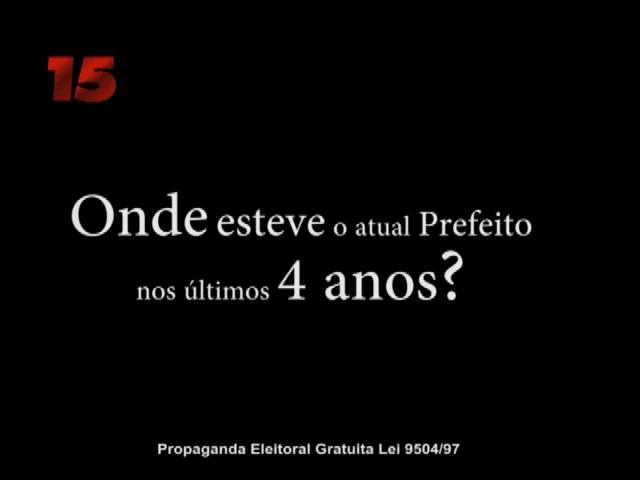 15
Onde esteve o atual Prefeito
nos últimos 4 anos?
Propaganda Eleitoral Gratuita Lei 9504/97